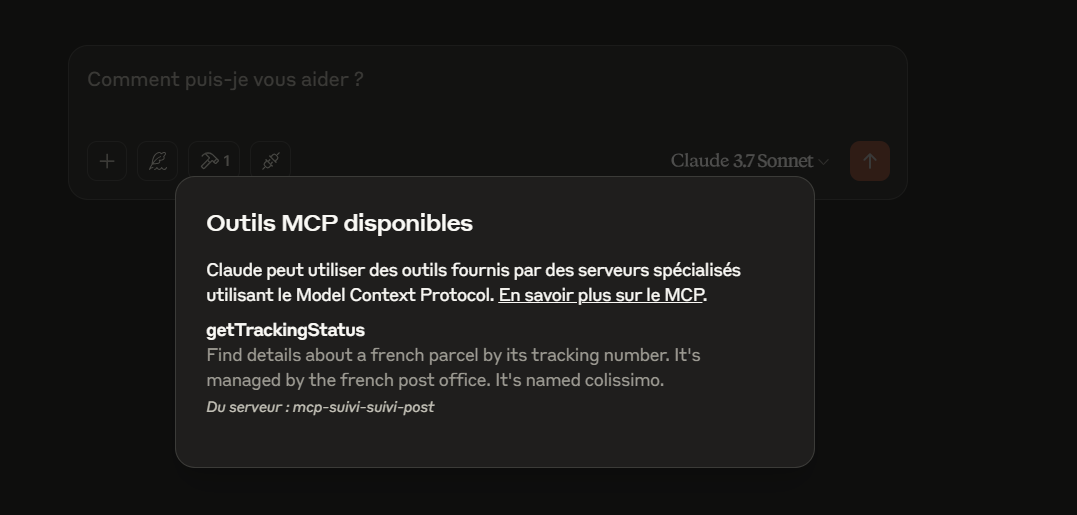 Comment puis-je vous aider ?
1
Claude 3.7 Sonnet
Outils MCP disponibles
Claude peut utiliser des outils fournis par des serveurs spécialisés
utilisant le Model Context Protocol. En savoir plus sur le MCP.
getTrackingStatus
Find details about a french parcel by its tracking number. It's
managed by the french post office. It's named colissimo.
Du serveur : mcp-suivi-suivi-post